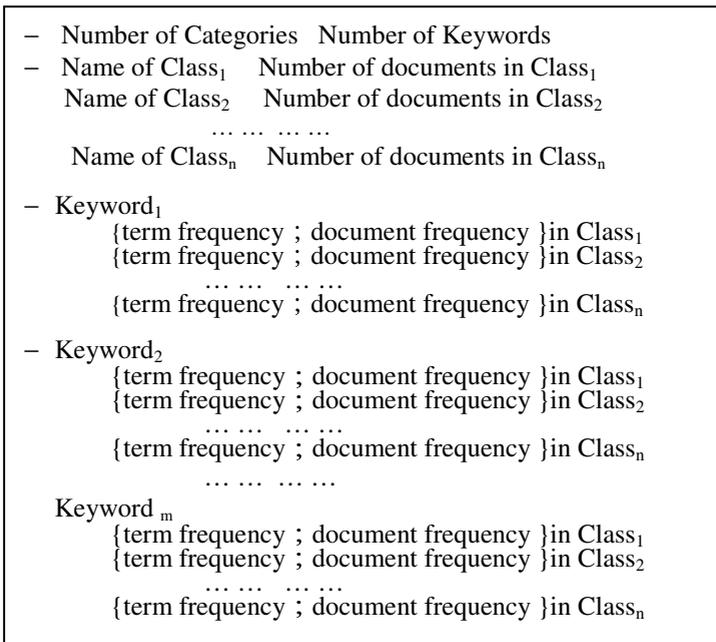 – Number of Categories Number of Keywords
– Name of Class₁ Number of documents in Class₁
Name of Class₂ Number of documents in Class₂
… … … …
Name of Classₙ Number of documents in Classₙ
– Keyword₁
{term frequency ; document frequency }in Class₁
{term frequency ; document frequency }in Class₂
… … … …
{term frequency ; document frequency }in Classₙ
– Keyword₂
{term frequency ; document frequency }in Class₁
{term frequency ; document frequency }in Class₂
… … … …
{term frequency ; document frequency }in Classₙ
… … … …
Keyword ₘ
{term frequency ; document frequency }in Class₁
{term frequency ; document frequency }in Class₂
… … … …
{term frequency ; document frequency }in Classₙ